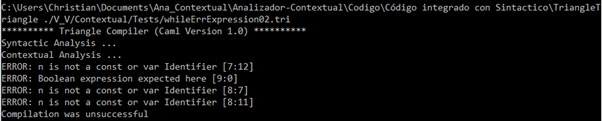 C:\Users\Christian\Documents\Ana_Contextual\Analizador-Contextual\Codigo\Código integrado con Sintactico\TriangleT
riangle ./V_V/Contextual/Tests/whileErrExpression02.tri
********** Triangle Compiler (Caml Version 1.0) **********
Syntactic Analysis ...
Contextual Analysis ...
ERROR: n is not a const or var Identifier [7:12]
ERROR: Boolean expression expected here [9:0]
ERROR: n is not a const or var Identifier [8:7]
ERROR: n is not a const or var Identifier [8:11]
Compilation was unsuccessful